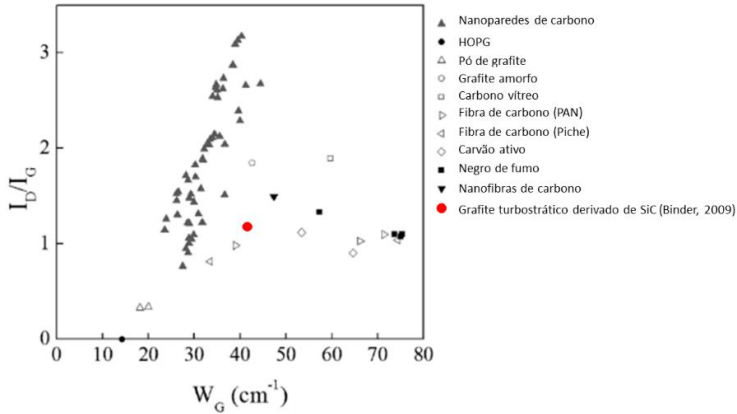 3
2
1
0
I_D/I_G
0 10 20 30 40 50 60 70 80
W_G (cm^-1)
Nanoparedes de carbono
HOPG
Pó de grafite
Grafite amorfo
Carbono vítreo
Fibra de carbono (PAN)
Fibra de carbono (Piche)
Carvão ativo
Negro de fumo
Nanofibras de carbono
Grafite turbostrático derivado de SiC (Binder, 2009)